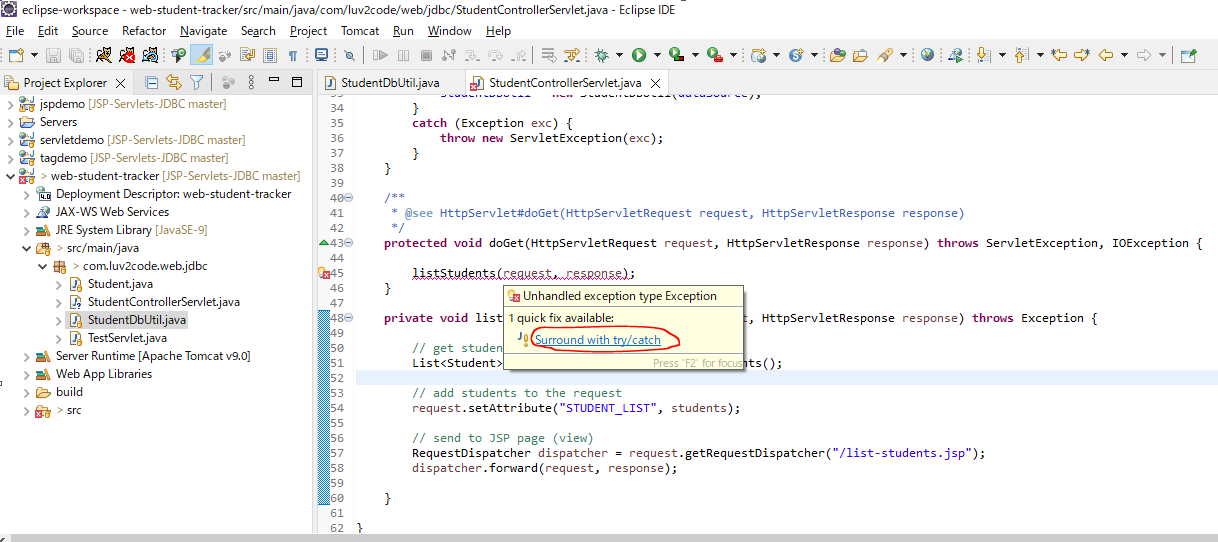 eclipse-workspace - web-student-tracker/src/main/java/com/luv2code/web/jdbc/StudentControllerServlet.java - Eclipse IDE
File Edit Source Refactor Navigate Search Project Tomcat Run Window Help
Project Explorer
jspdemo [JSP-Servlets-JDBC master]
Servers
servletdemo [JSP-Servlets-JDBC master]
tagdemo [JSP-Servlets-JDBC master]
> web-student-tracker [JSP-Servlets-JDBC master]
Deployment Descriptor: web-student-tracker
JAX-WS Web Services
JRE System Library [JavaSE-9]
> src/main/java
> com.luv2code.web.jdbc
Student.java
StudentControllerServlet.java
StudentDbUtil.java
TestServlet.java
Server Runtime [Apache Tomcat v9.0]
Web App Libraries
build
> src
StudentDbUtil.java
StudentControllerServlet.java
34 }
35 catch (Exception exc) {
36 throw new ServletException(exc);
37 }
38 }
39
40 /**
41 * @see HttpServlet#doGet(HttpServletRequest request, HttpServletResponse response)
42 */
43 protected void doGet(HttpServletRequest request, HttpServletResponse response) throws ServletException, IOException {
44
45 listStudents(request, response);
46 }
47
48 private void list t, HttpServletResponse response) throws Exception {
49
50 // get studen
51 List<Student> nts();
52
53 // add students to the request
54 request.setAttribute("STUDENT_LIST", students);
55
56 // send to JSP page (view)
57 RequestDispatcher dispatcher = request.getRequestDispatcher("/list-students.jsp");
58 dispatcher.forward(request, response);
59
60 }
61
62 }
Unhandled exception type Exception
1 quick fix available:
Surround with try/catch
Press 'F2' for focus